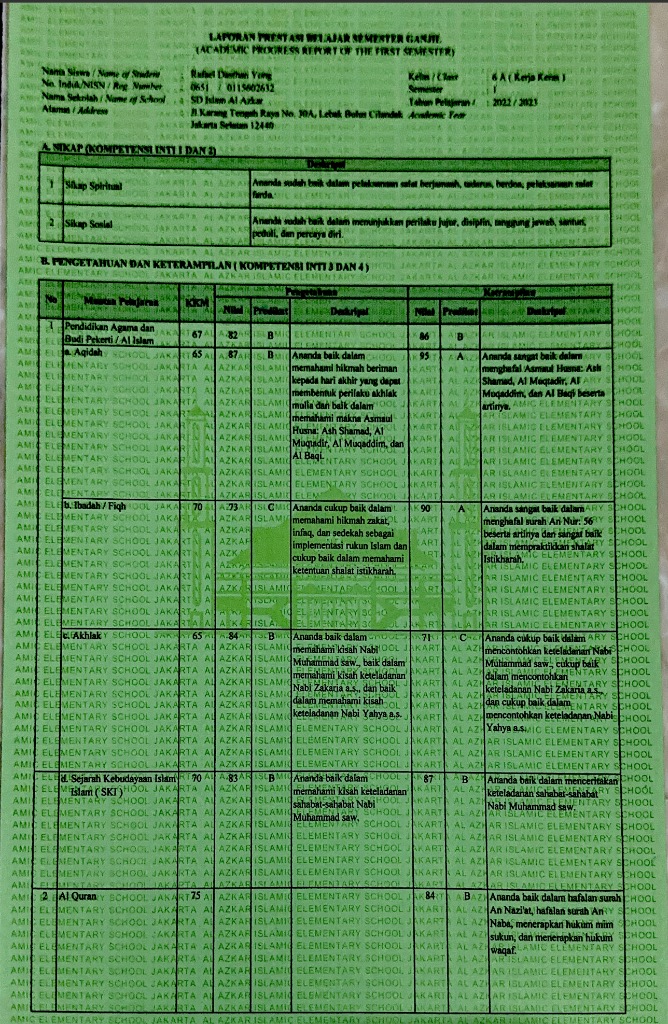 LAPORAN PRESTASI BELAJAR SEMESTER GANJIL
(ACADEMIC PROGRESS REPORT OF THE FIRST SEMESTER)
Nama Siswa / Name of Student : Rafael Danthan Yong Kelas / Class : 6 A ( Kerja Keras )
No. Induk/NISN / Reg. Number : 0651 / 0115602632 Semester : 1
Nama Sekolah / Name of School : SD Islam Al Azkar Tahun Pelajaran / : 2022 / 2023
Alamat / Address : Jl.Karang Tengah Raya No. 30A, Lebak Bulus Cilandak Academic Year
Jakarta Selatan 12440
A. SIKAP (KOMPETENSI INTI 1 DAN 2)
Deskripsi
1 Sikap Spiritual Ananda sudah baik dalam pelaksanaan salat berjamaah, tadarus, berdoa, pelaksanaan salat
farda.
2 Sikap Sosial Ananda sudah baik dalam menunjukkan perilaku jujur, disiplin, tanggung jawab, santun,
peduli, dan percaya diri.
B. PENGETAHUAN DAN KETERAMPILAN ( KOMPETENSI INTI 3 DAN 4 )
No Muatan Pelajaran KKM Pengetahuan Keterampilan
Nilai Predikat Deskripsi Nilai Predikat Deskripsi
1 Pendidikan Agama dan
Budi Pekerti / Al Islam 67 82 B 86 B
a. Aqidah 65 87 B Ananda baik dalam
memahami hikmah beriman
kepada hari akhir yang dapat
membentuk perilaku akhlak
mulia dan baik dalam
memahami makna Asmaul
Husna: Ash Shamad, Al
Muqtadir, Al Muqaddim, dan
Al Baqi.
95 A Ananda sangat baik dalam
menghafal Asmaul Husna: Ash
Shamad, Al Muqtadir, Al
Muqaddim, dan Al Baqi beserta
artinya.
b. Ibadah / Fiqh 70 73 C Ananda cukup baik dalam
memahami hikmah zakat,
infaq, dan sedekah sebagai
implementasi rukun Islam dan
cukup baik dalam memahami
ketentuan shalat istikharah.
90 A Ananda sangat baik dalam
menghafal surah An Nur: 56
beserta artinya dan sangat baik
dalam mempraktikkan shalat
Istikharah.
c. Akhlak 65 84 B Ananda baik dalam
memahami kisah Nabi
Muhammad saw., baik dalam
memahami kisah keteladanan
Nabi Zakaria a.s., dan baik
dalam memahami kisah
keteladanan Nabi Yahya a.s.
71 C Ananda cukup baik dalam
mencontohkan keteladanan Nabi
Muhammad saw., cukup baik
dalam mencontohkan
keteladanan Nabi Zakaria a.s.,
dan cukup baik dalam
mencontohkan keteladanan Nabi
Yahya a.s.
d. Sejarah Kebudayaan Islam
Islam ( SKI ) 70 83 B Ananda baik dalam
memahami kisah keteladanan
sahabat-sahabat Nabi
Muhammad saw.
87 B Ananda baik dalam menceritakan
keteladanan sahabat-sahabat
Nabi Muhammad saw.
2 Al Quran 75 84 B Ananda baik dalam hafalan surah
An Nazi'at, hafalan surah An
Naba, menerapkan hukum mim
sukun, dan menerapkan hukum
waqaf.